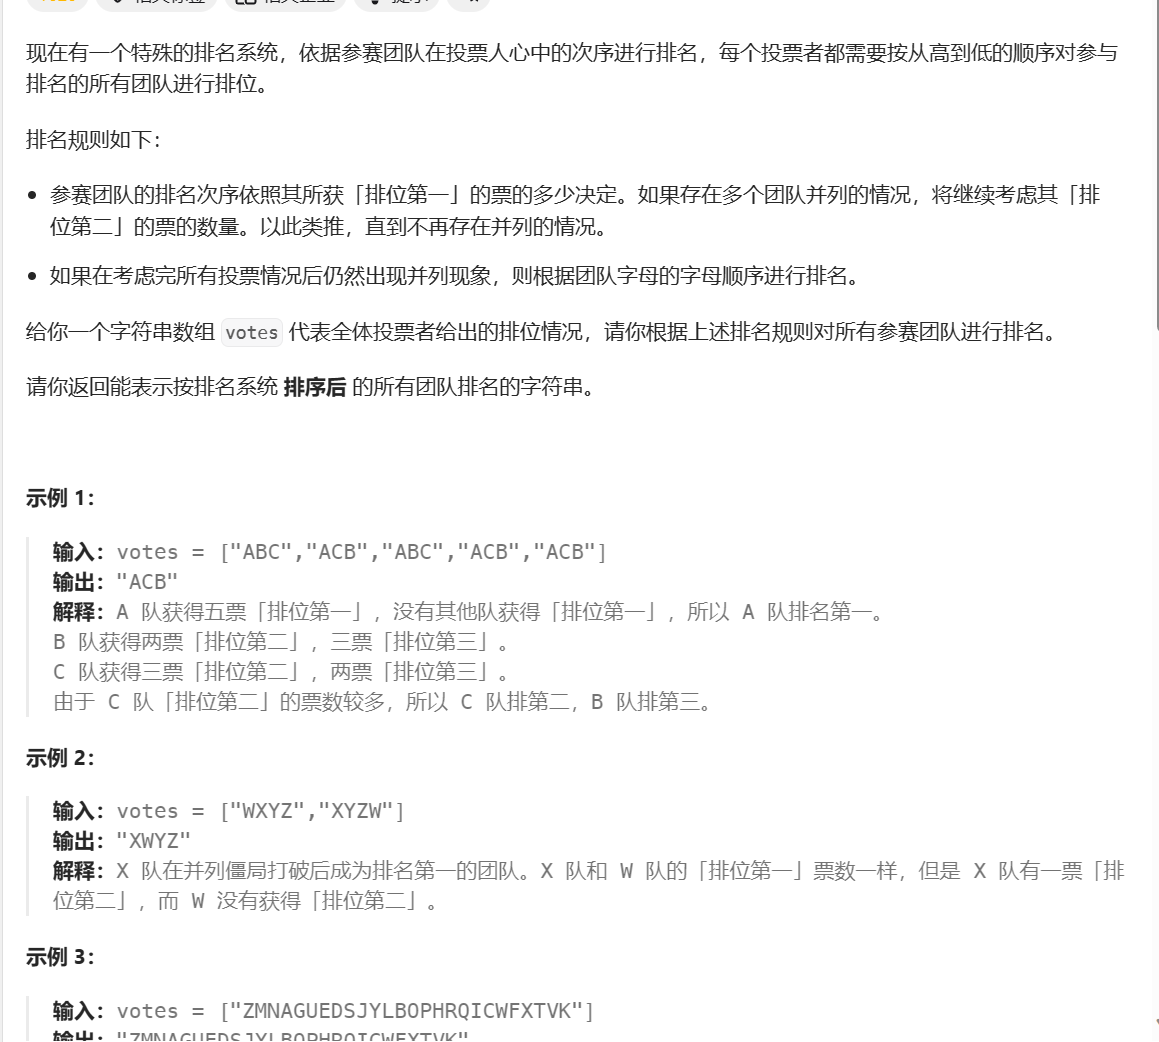 现在有一个特殊的排名系统，依据参赛团队在投票人心中的次序进行排名，每个投票者都需要按从高到低的顺序对参与
排名的所有团队进行排位。
排名规则如下：
• 参赛团队的排名次序依照其所获「排位第一」的票的多少决定。如果存在多个团队并列的情况，将继续考虑其「排
位第二」的票的数量。以此类推，直到不再存在并列的情况。
• 如果在考虑完所有投票情况后仍然出现并列现象，则根据团队字母的字母顺序进行排名。
给你一个字符串数组 votes 代表全体投票者给出的排位情况，请你根据上述排名规则对所有参赛团队进行排名。
请你返回能表示按排名系统 排序后 的所有团队排名的字符串。
示例 1：
输入：votes = ["ABC","ACB","ABC","ACB","ACB"]
输出："ACB"
解释：A 队获得五票「排位第一」，没有其他队获得「排位第一」，所以 A 队排名第一。
B 队获得两票「排位第二」，三票「排位第三」。
C 队获得三票「排位第二」，两票「排位第三」。
由于 C 队「排位第二」的票数较多，所以 C 队排第二，B 队排第三。
示例 2：
输入：votes = ["WXYZ","XYZW"]
输出："XWYZ"
解释：X 队在并列僵局打破后成为排名第一的团队。X 队和 W 队的「排位第一」票数一样，但是 X 队有一票「排
位第二」，而 W 没有获得「排位第二」。
示例 3：
输入：votes = ["ZMNAGUEDSJYLBOPHRQICWFXTVK"]
输出："ZMNAGUEDSJYLBOPHRQICWFXTVK"